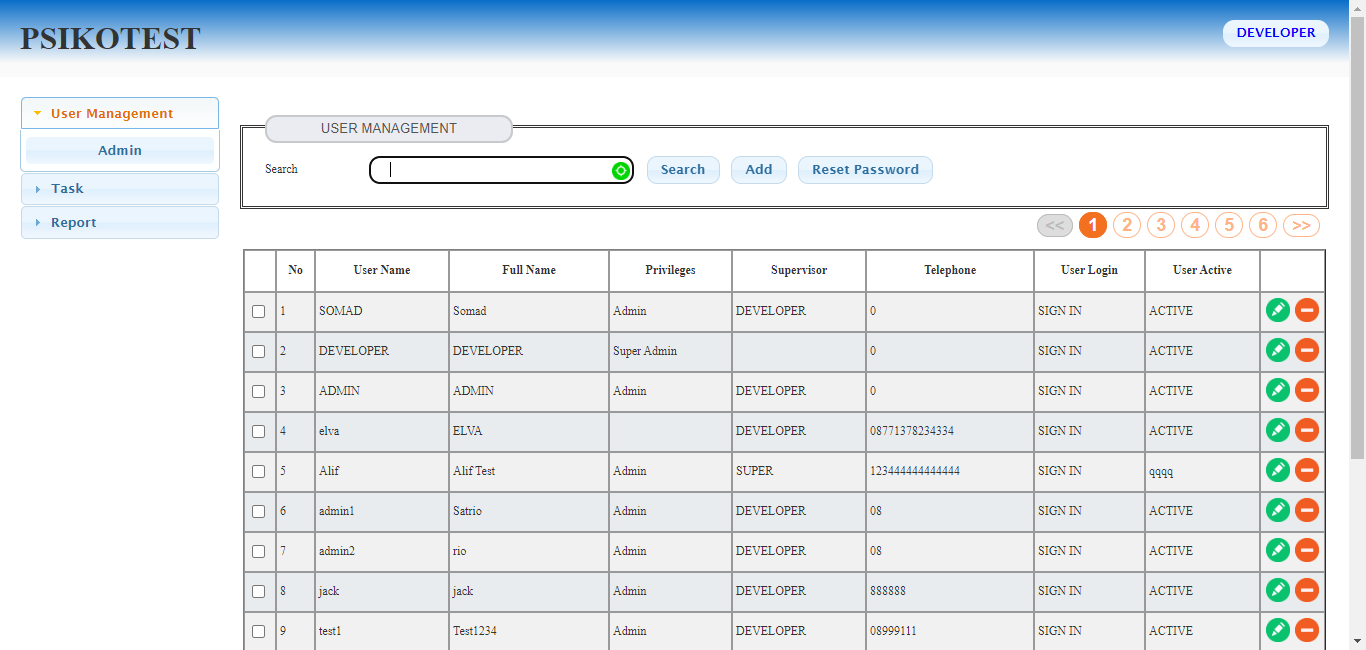 PSIKOTEST
DEVELOPER
User Management
Admin
Task
Report
USER MANAGEMENT
Search
Search Add Reset Password
<< 1 2 3 4 5 6 >>
No User Name Full Name Privileges Supervisor Telephone User Login User Active
1 SOMAD Somad Admin DEVELOPER 0 SIGN IN ACTIVE
2 DEVELOPER DEVELOPER Super Admin 0 SIGN IN ACTIVE
3 ADMIN ADMIN Admin DEVELOPER 0 SIGN IN ACTIVE
4 elva ELVA DEVELOPER 08771378234334 SIGN IN ACTIVE
5 Alif Alif Test Admin SUPER 123444444444444 SIGN IN qqqq
6 admin1 Satrio Admin DEVELOPER 08 SIGN IN ACTIVE
7 admin2 rio Admin DEVELOPER 08 SIGN IN ACTIVE
8 jack jack Admin DEVELOPER 888888 SIGN IN ACTIVE
9 test1 Test1234 Admin DEVELOPER 08999111 SIGN IN ACTIVE